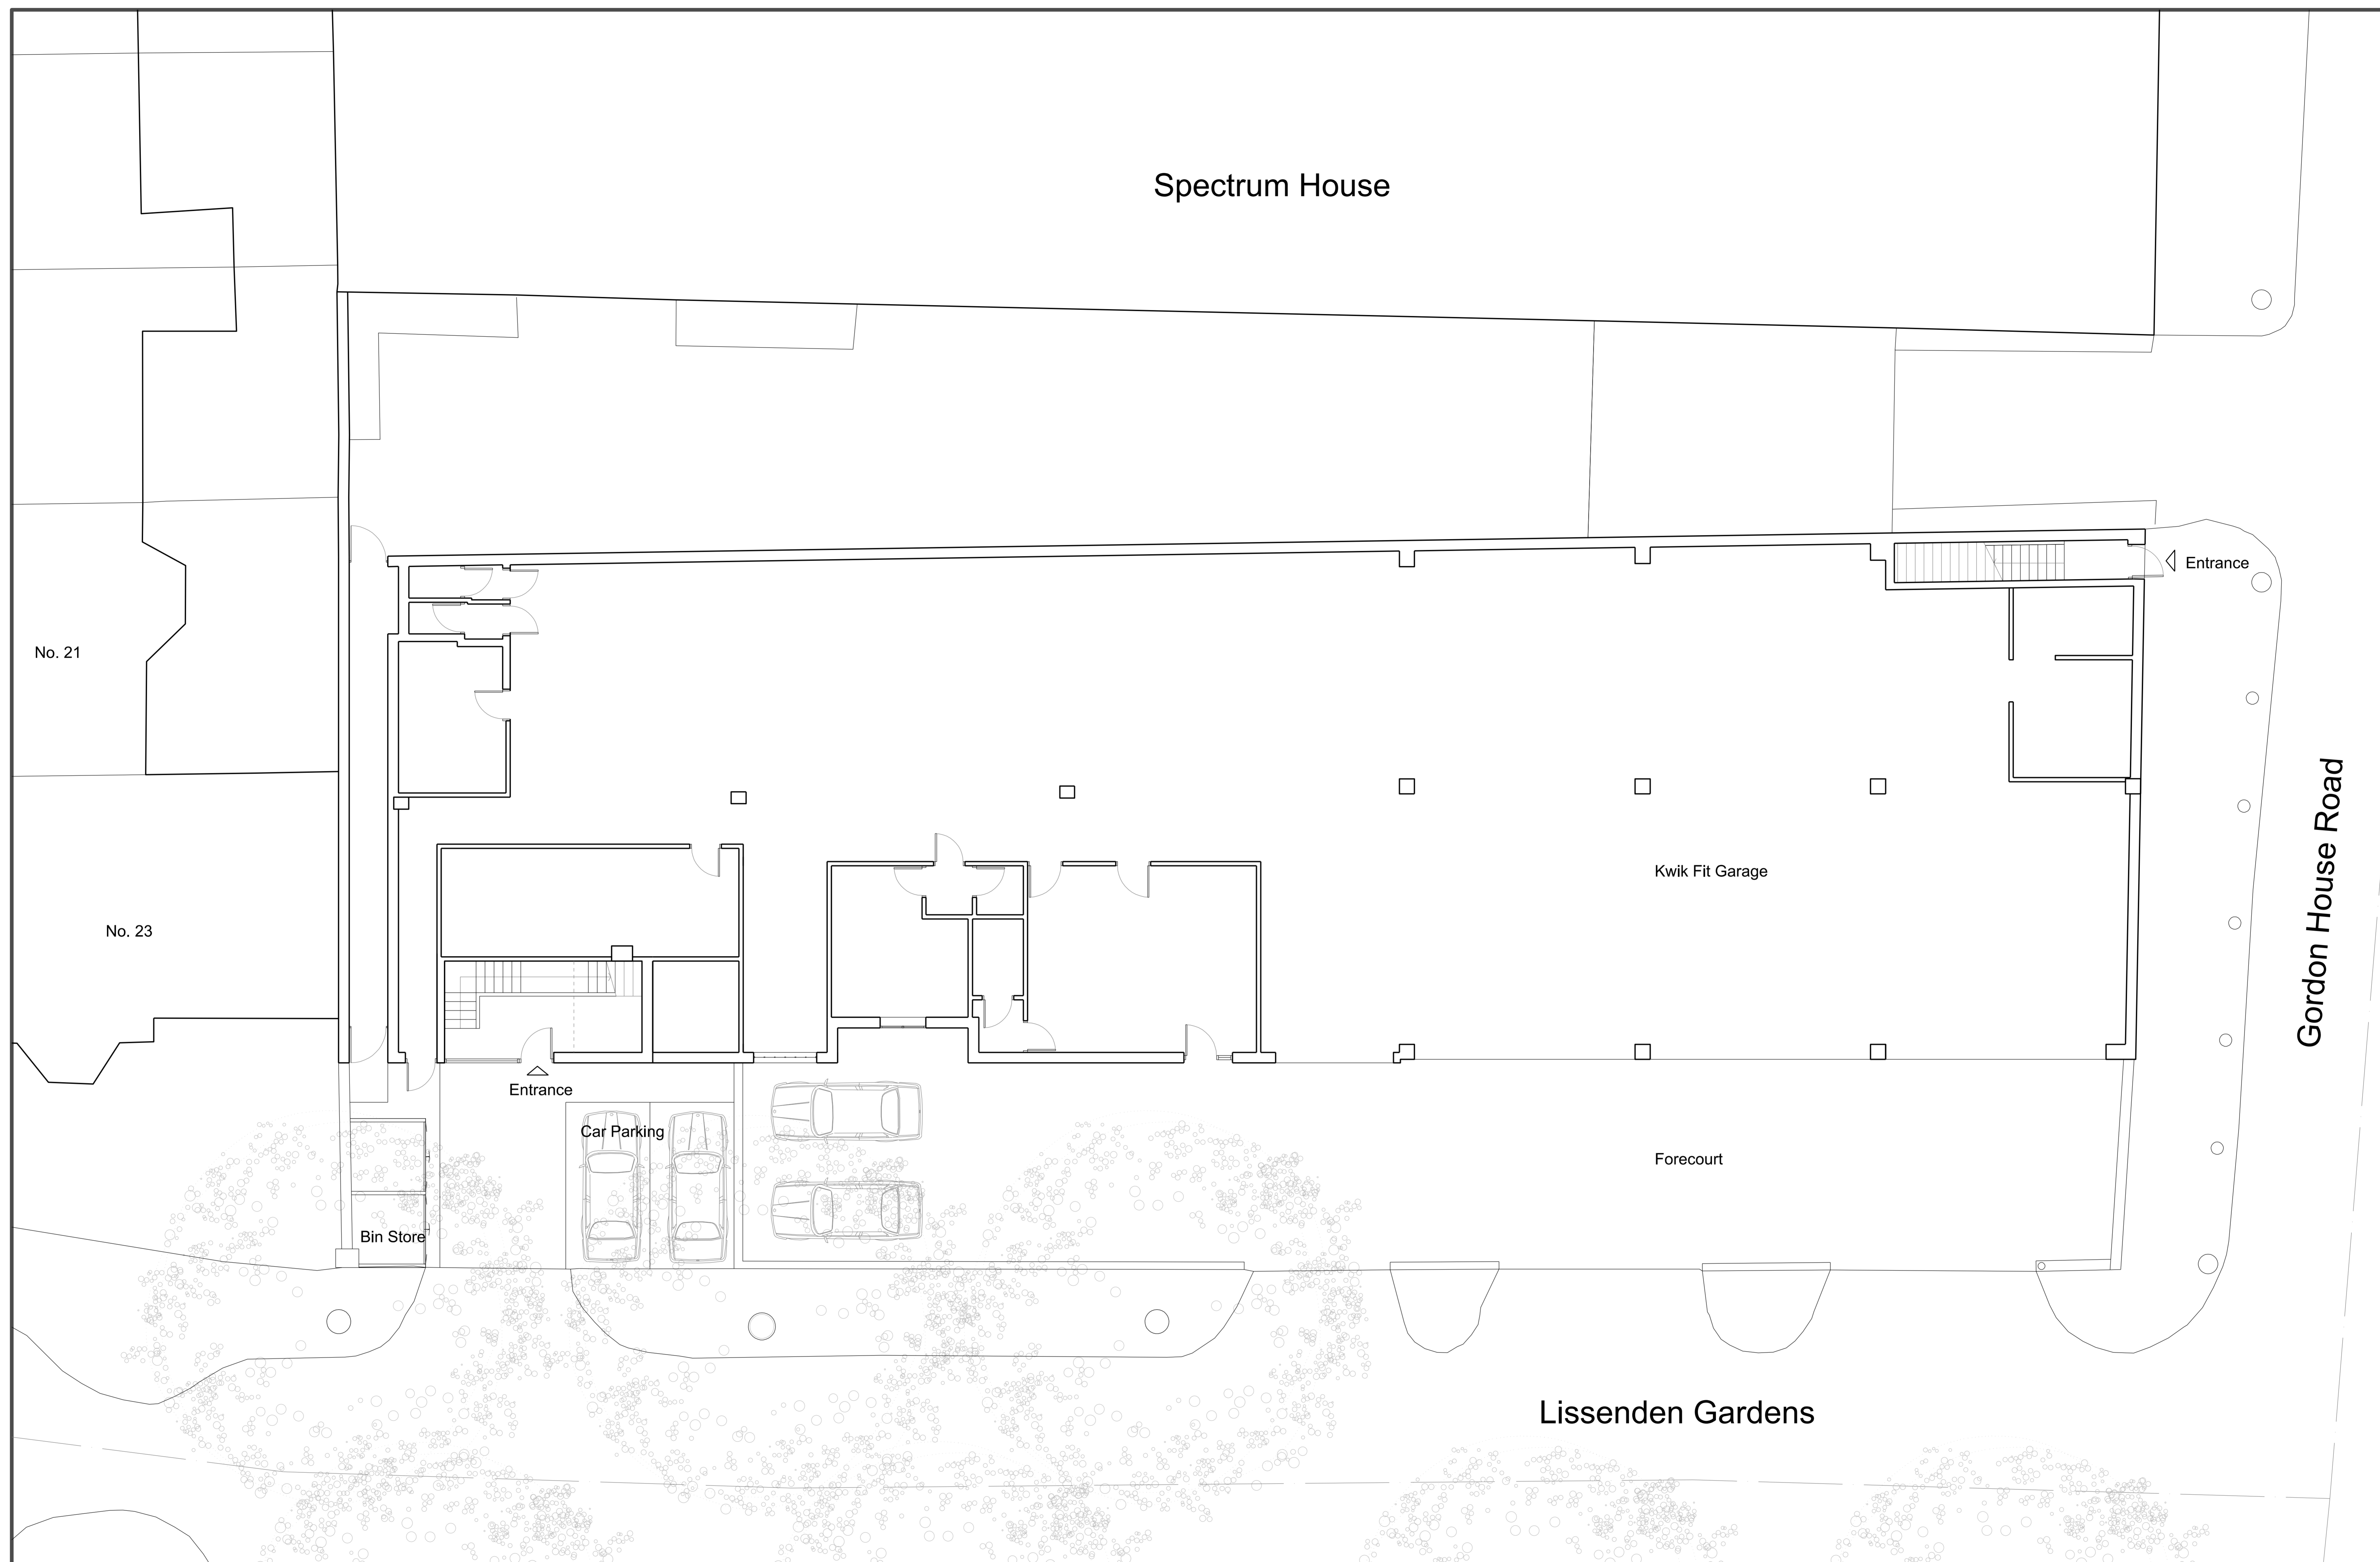 Spectrum House
Entrance
No. 21
Kwik Fit Garage
No. 23
Gordon House Road
Entrance
Car Parking
Forecourt
Bin Store
Lissenden Gardens